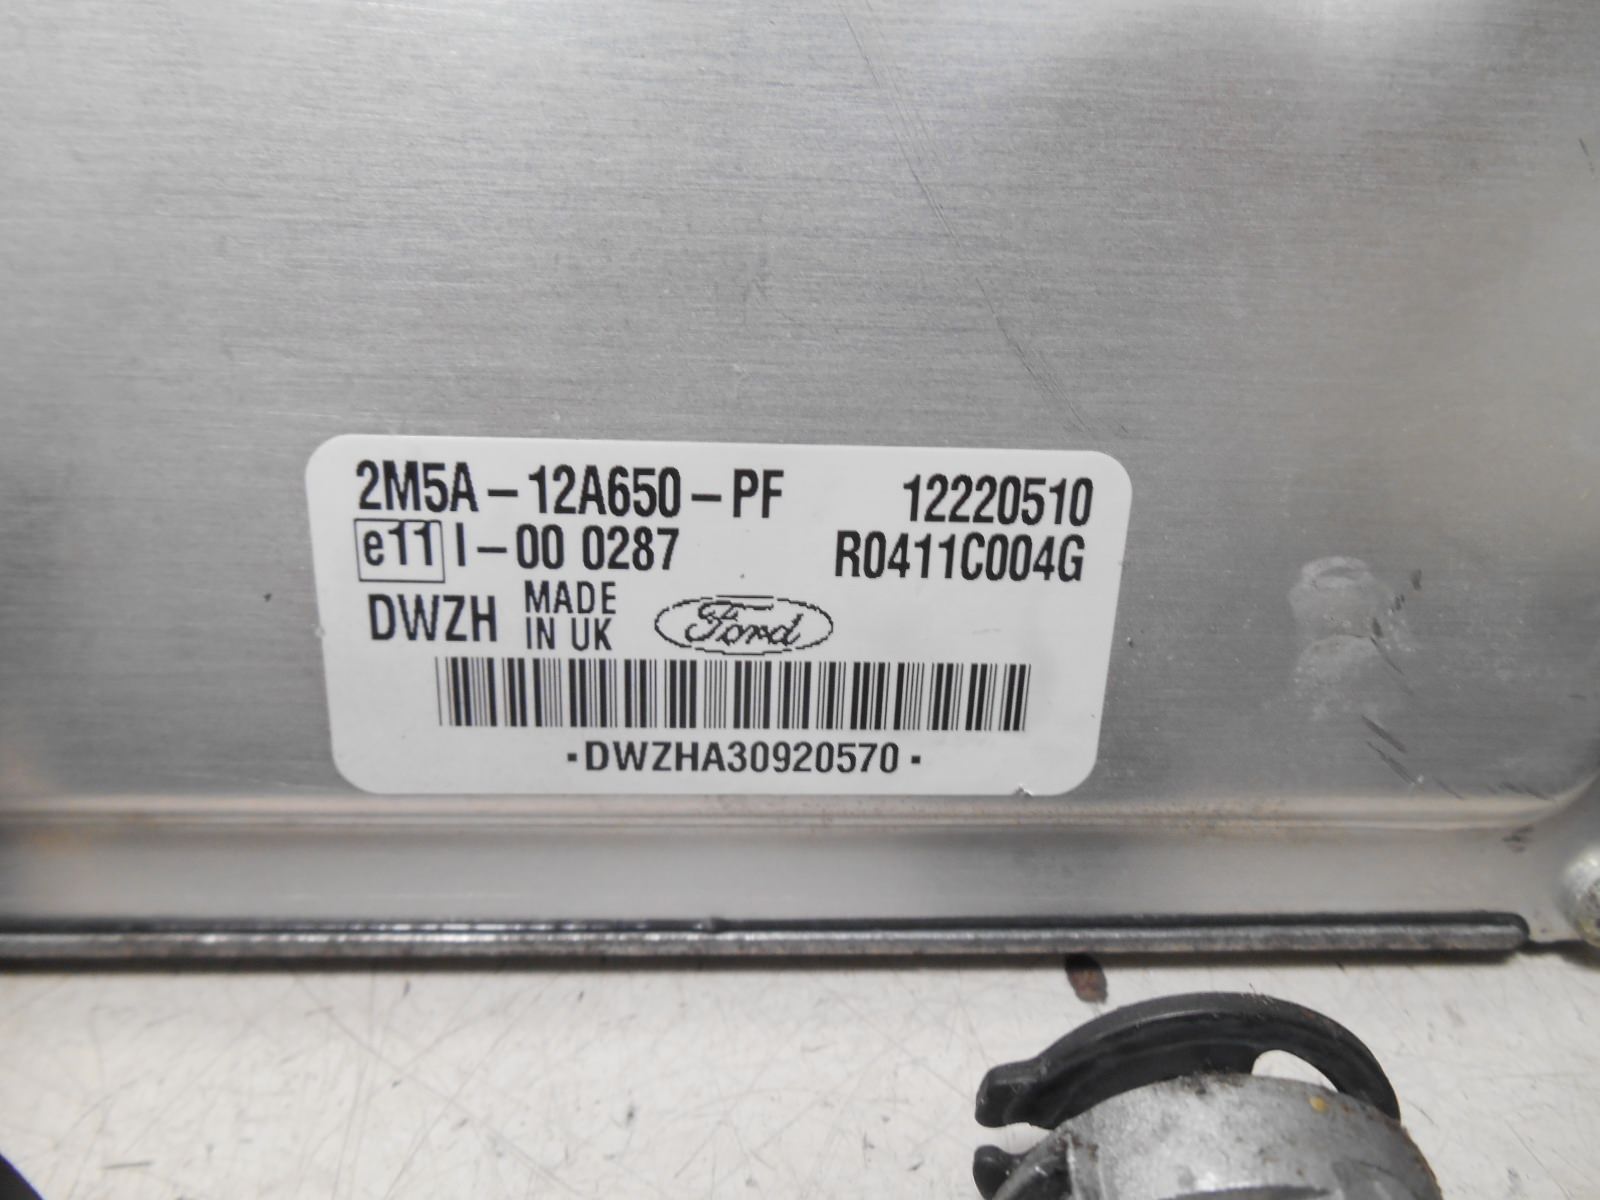 2M5A-12A650-PF 12220510
e11 I-00 0287 R0411C004G
DWZH MADE IN UK Ford
-DWZHA30920570-